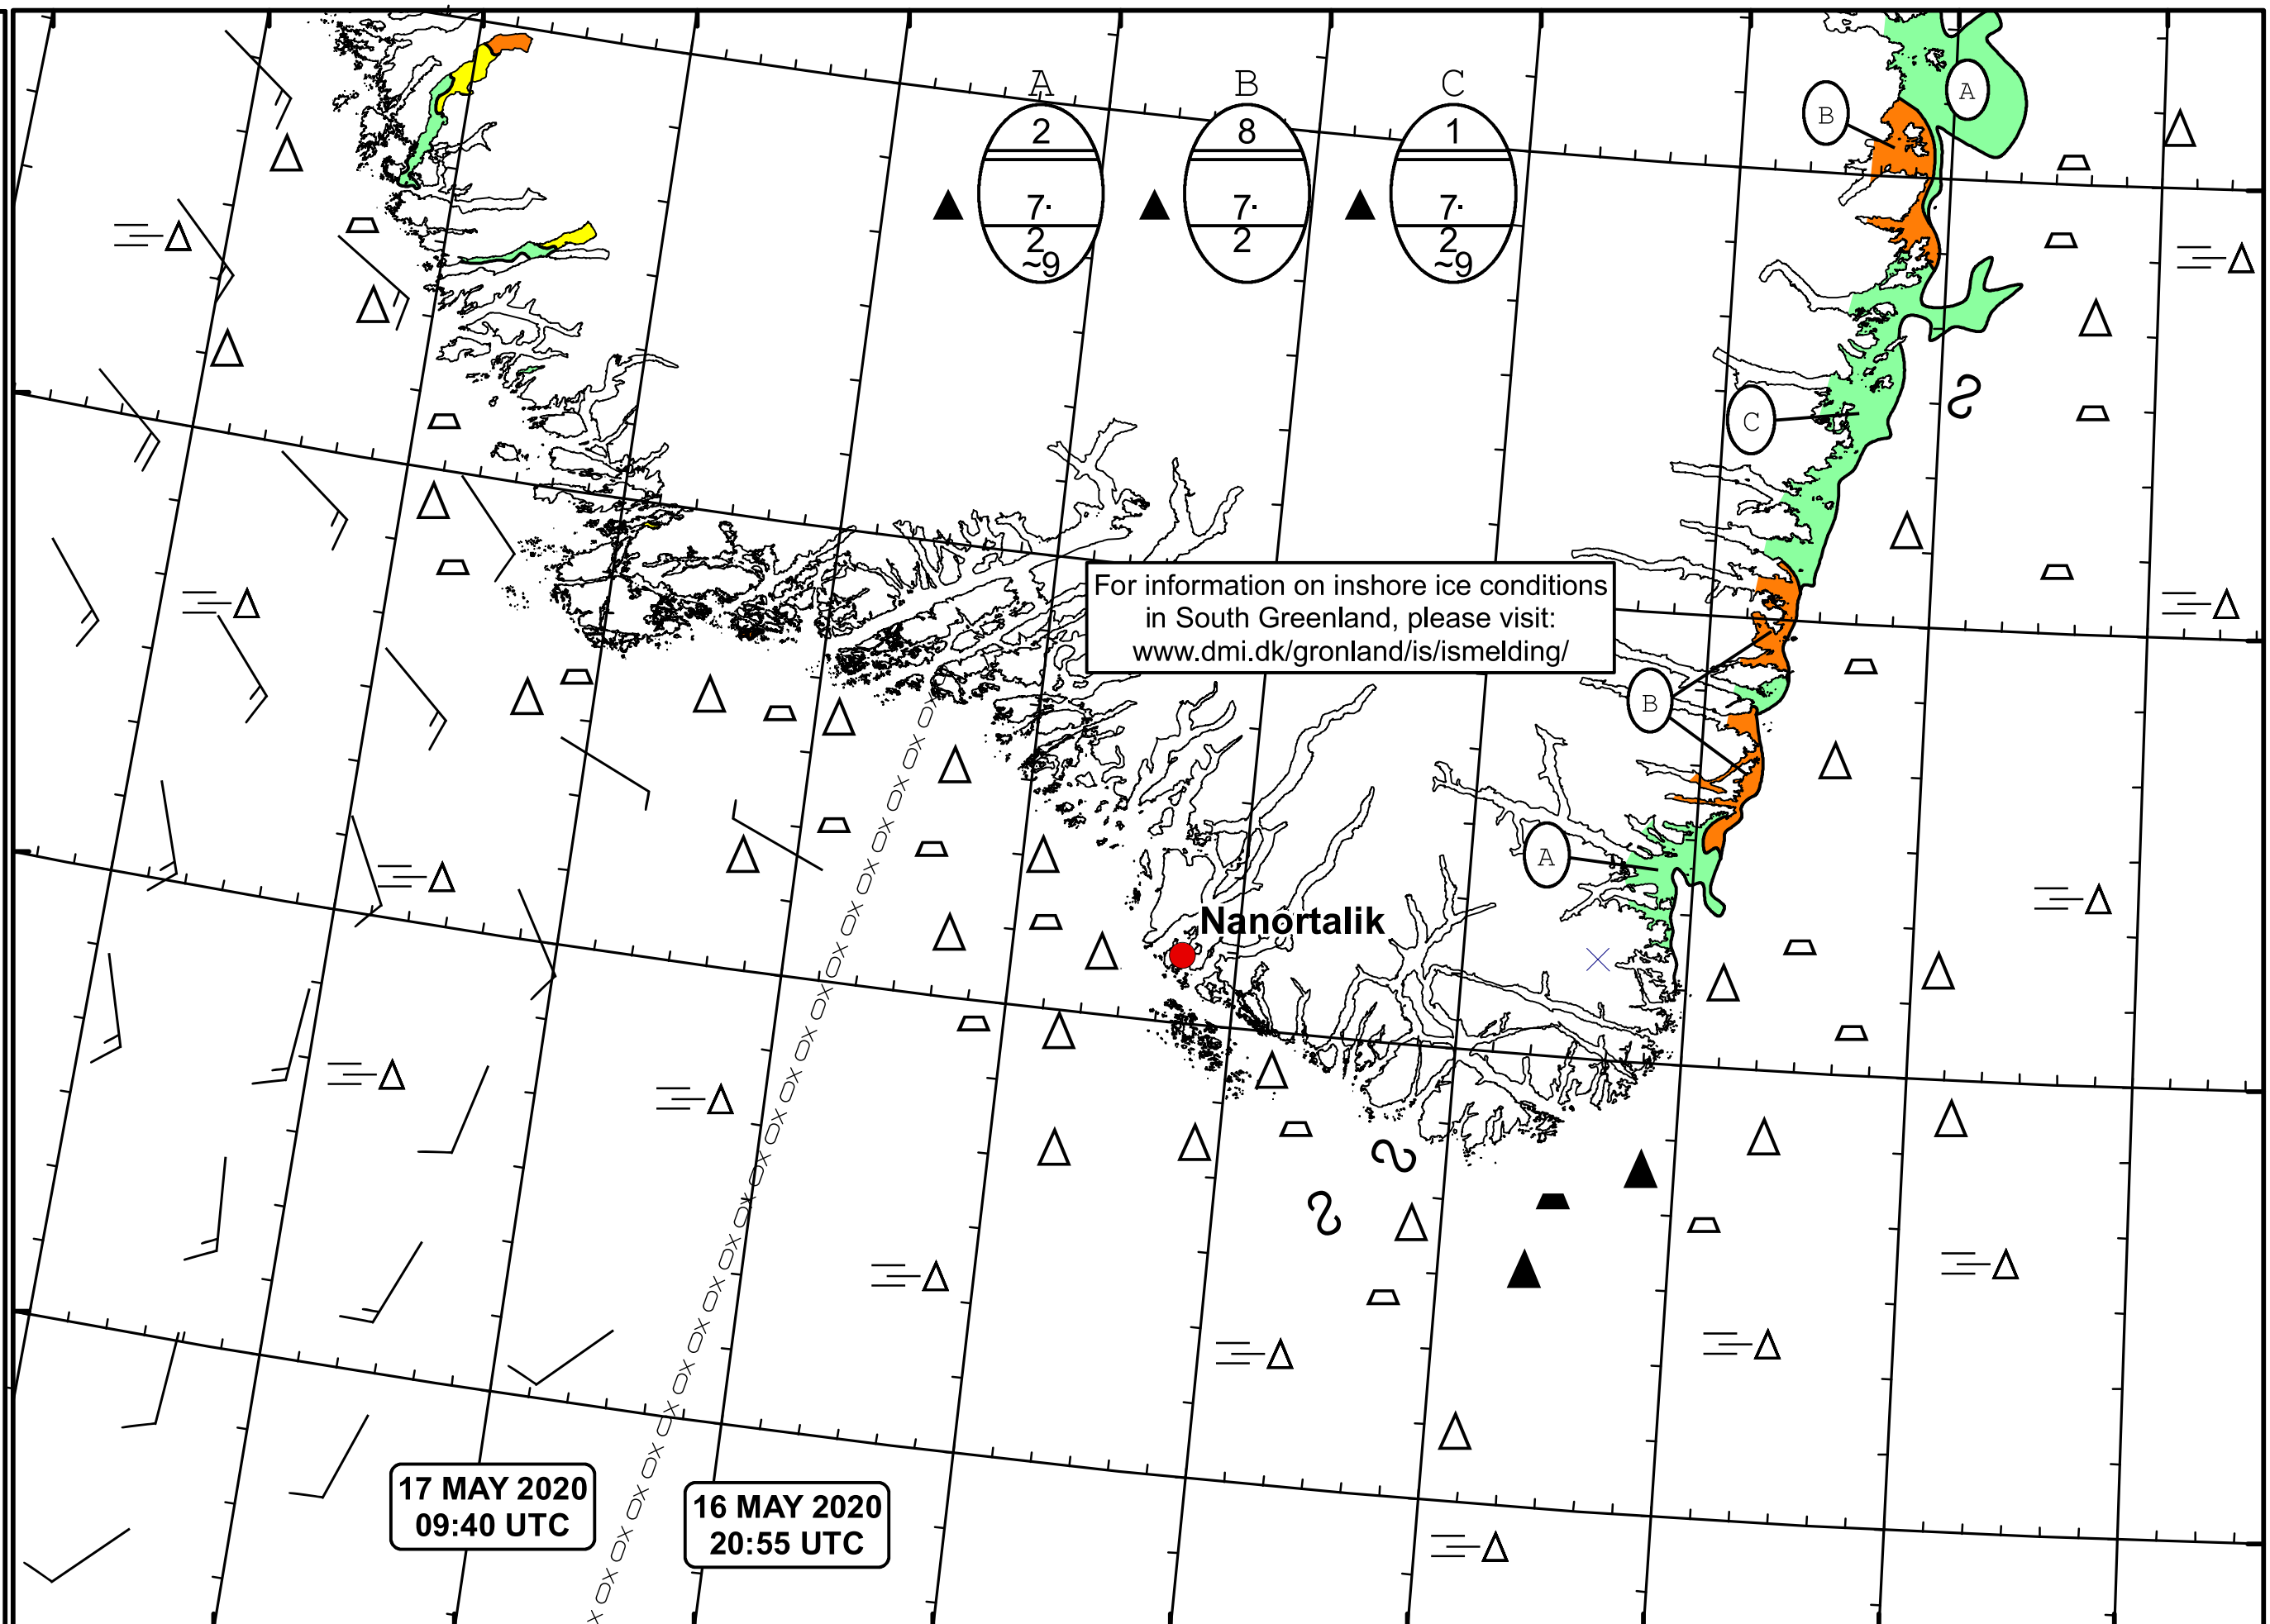 A B C
2 8 1
7· 7· 7·
2 2 2
~9 ~9
A
B
C
For information on inshore ice conditions
in South Greenland, please visit:
www.dmi.dk/gronland/is/ismelding/
B
A
Nanortalik
17 MAY 2020
09:40 UTC
16 MAY 2020
20:55 UTC